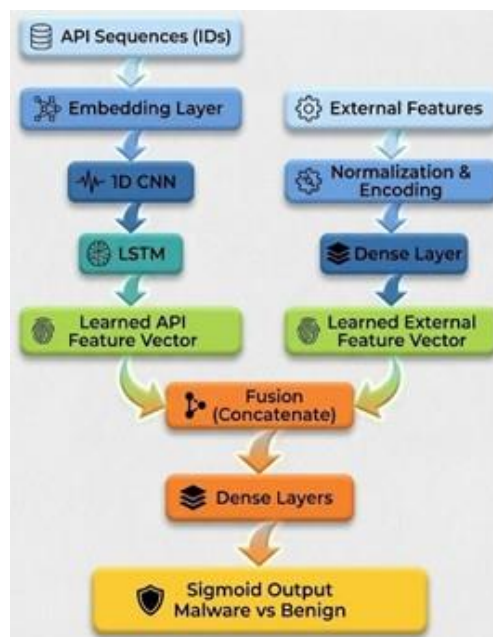 API Sequences (IDs)
Embedding Layer
1D CNN
LSTM
Learned API
Feature Vector
External Features
Normalization &
Encoding
Dense Layer
Learned External
Feature Vector
Fusion
(Concatenate)
Dense Layers
Sigmoid Output
Malware vs Benign